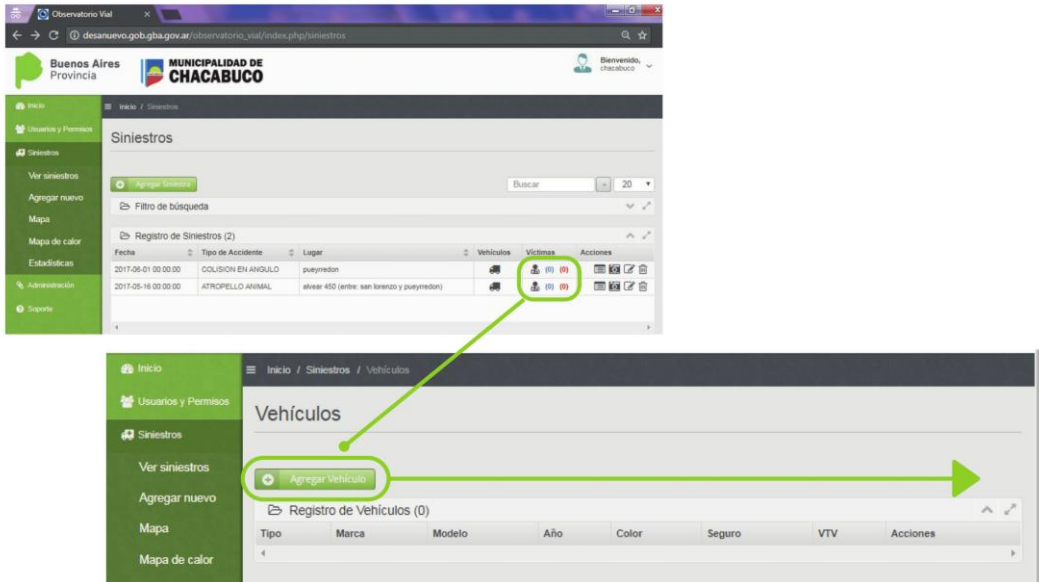 Observatorio Vial
desanuevo.gob.gba.gov.ar/observatorio_vial/index.php/siniestros
Buenos Aires
Provincia
MUNICIPALIDAD DE
CHACABUCO
Bienvenido,
chacabuco
Inicio
Usuarios y Permisos
Siniestros
Ver siniestros
Agregar nuevo
Mapa
Mapa de calor
Estadísticas
Administración
Soporte
Inicio / Siniestros
Siniestros
Agregar Siniestro
Buscar
20
Filtro de búsqueda
Registro de Siniestros (2)
Fecha Tipo de Accidente Lugar Vehículos Víctimas Acciones
2017-06-01 00:00:00 COLISION EN ANGULO pueyrredon (0) (0)
2017-05-16 00:00:00 ATROPELLO ANIMAL alvear 450 (entre: san lorenzo y pueyrredon) (0) (0)
Inicio
Usuarios y Permisos
Siniestros
Ver siniestros
Agregar nuevo
Mapa
Mapa de calor
Inicio / Siniestros / Vehículos
Vehículos
Agregar Vehículo
Registro de Vehículos (0)
Tipo Marca Modelo Año Color Seguro VTV Acciones